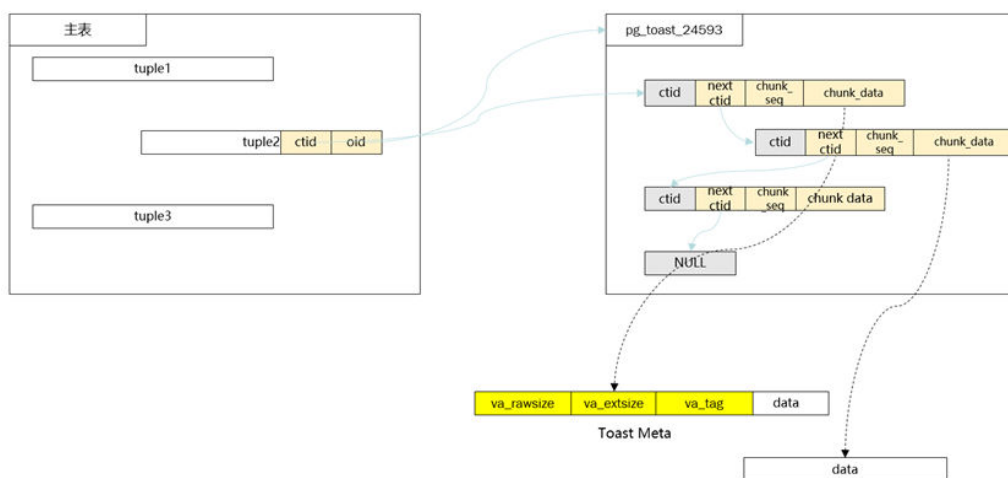 主表
tuple1
tuple2
ctid
oid
tuple3
pg_toast_24593
ctid
next
ctid
chunk_
seq
chunk_data
ctid
next
ctid
chunk_
seq
chunk_data
ctid
next
ctid
chunk
_seq
chunk data
NULL
va_rawsize
va_extsize
va_tag
data
Toast Meta
data